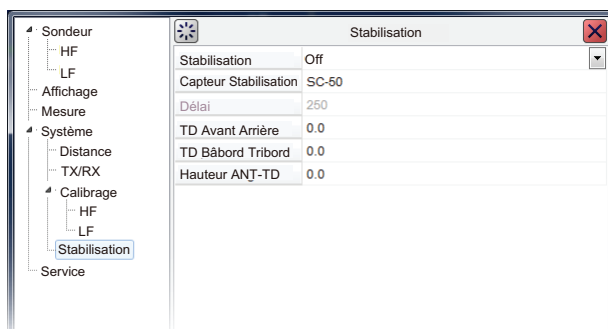 Sondeur
HF
LF
Affichage
Mesure
Système
Distance
TX/RX
Calibrage
HF
LF
Stabilisation
Service
Stabilisation
Stabilisation Off
Capteur Stabilisation SC-50
Délai 250
TD Avant Arrière 0.0
TD Bâbord Tribord 0.0
Hauteur ANT-TD 0.0